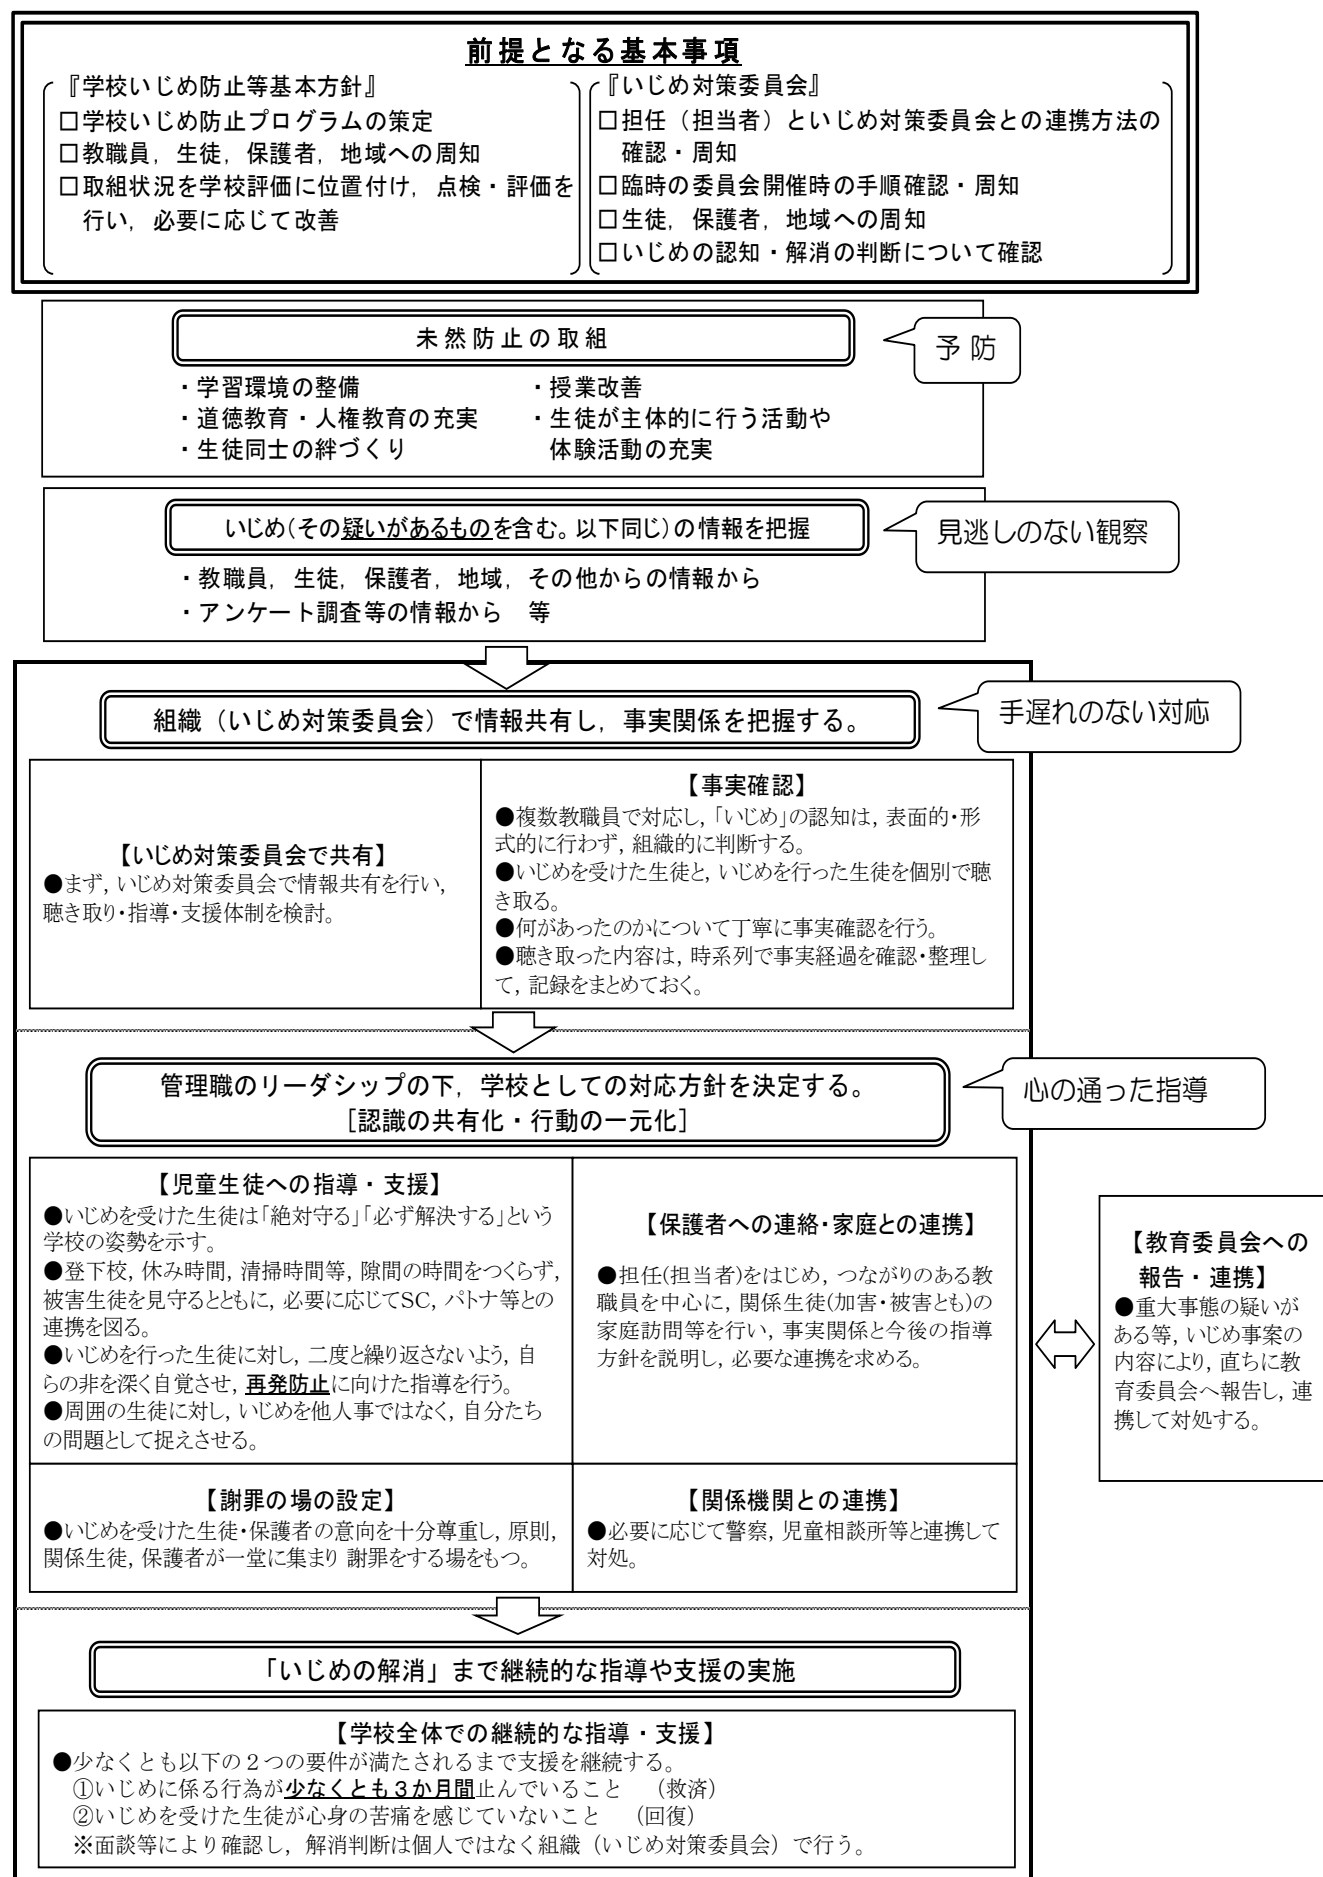 前提となる基本事項
『学校いじめ防止等基本方針』
□学校いじめ防止プログラムの策定
□教職員，生徒，保護者，地域への周知
□取組状況を学校評価に位置付け，点検・評価を
行い，必要に応じて改善
『いじめ対策委員会』
□担任（担当者）といじめ対策委員会との連携方法の
確認・周知
□臨時の委員会開催時の手順確認・周知
□生徒，保護者，地域への周知
□いじめの認知・解消の判断について確認
未然防止の取組
予防
・学習環境の整備
・道徳教育・人権教育の充実
・生徒同士の絆づくり
・授業改善
・生徒が主体的に行う活動や
体験活動の充実
いじめ(その疑いがあるものを含む。以下同じ)の情報を把握
見逃しのない観察
・教職員，生徒，保護者，地域，その他からの情報から
・アンケート調査等の情報から　等
組織（いじめ対策委員会）で情報共有し，事実関係を把握する。
手遅れのない対応
【いじめ対策委員会で共有】
●まず，いじめ対策委員会で情報共有を行い，
聴き取り・指導・支援体制を検討。
【事実確認】
●複数教職員で対応し，「いじめ」の認知は，表面的・形
式的に行わず，組織的に判断する。
●いじめを受けた生徒と，いじめを行った生徒を個別で聴
き取る。
●何があったのかについて丁寧に事実確認を行う。
●聴き取った内容は，時系列で事実経過を確認・整理し
て，記録をまとめておく。
管理職のリーダシップの下，学校としての対応方針を決定する。
［認識の共有化・行動の一元化］
心の通った指導
【児童生徒への指導・支援】
●いじめを受けた生徒は「絶対守る」「必ず解決する」という
学校の姿勢を示す。
●登下校，休み時間，清掃時間等，隙間の時間をつくらず，
被害生徒を見守るとともに，必要に応じてSC，パトナ等との
連携を図る。
●いじめを行った生徒に対し，二度と繰り返さないよう，自
らの非を深く自覚させ，再発防止に向けた指導を行う。
●周囲の生徒に対し，いじめを他人事ではなく，自分たち
の問題として捉えさせる。
【保護者への連絡・家庭との連携】
●担任(担当者)をはじめ，つながりのある教
職員を中心に，関係生徒(加害・被害とも)の
家庭訪問等を行い，事実関係と今後の指導
方針を説明し，必要な連携を求める。
【教育委員会への
報告・連携】
●重大事態の疑いが
ある等，いじめ事案の
内容により，直ちに教
育委員会へ報告し，連
携して対処する。
【謝罪の場の設定】
●いじめを受けた生徒・保護者の意向を十分尊重し，原則，
関係生徒，保護者が一堂に集まり 謝罪をする場をもつ。
【関係機関との連携】
●必要に応じて警察，児童相談所等と連携して
対処。
「いじめの解消」まで継続的な指導や支援の実施
【学校全体での継続的な指導・支援】
●少なくとも以下の２つの要件が満たされるまで支援を継続する。
①いじめに係る行為が少なくとも３か月間止んでいること　（救済）
②いじめを受けた生徒が心身の苦痛を感じていないこと　（回復）
※面談等により確認し，解消判断は個人ではなく組織（いじめ対策委員会）で行う。